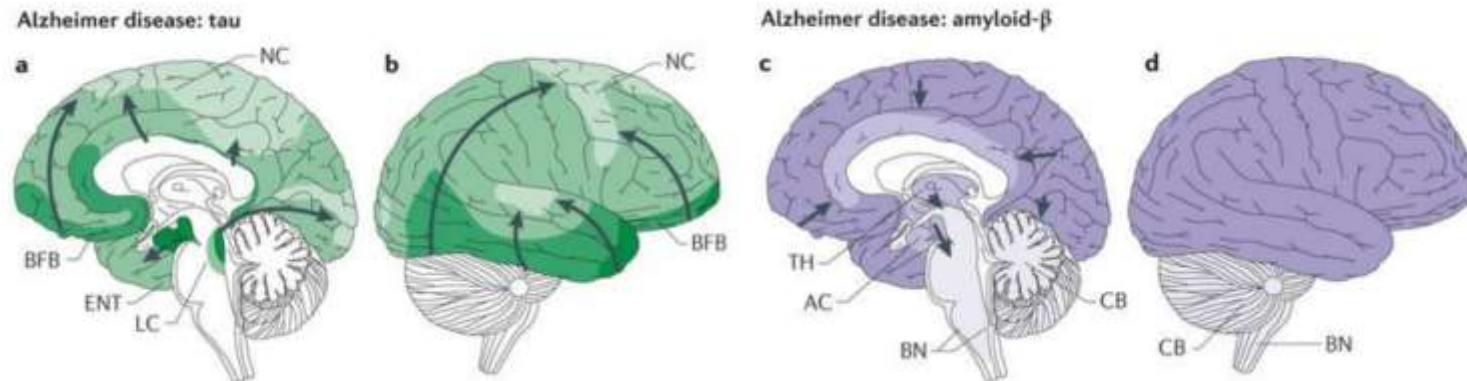 Alzheimer disease: tau
Alzheimer disease: amyloid-β
a
NC
b
NC
c
d
BFB
ENT
LC
BFB
TH
AC
BN
CB
CB
BN